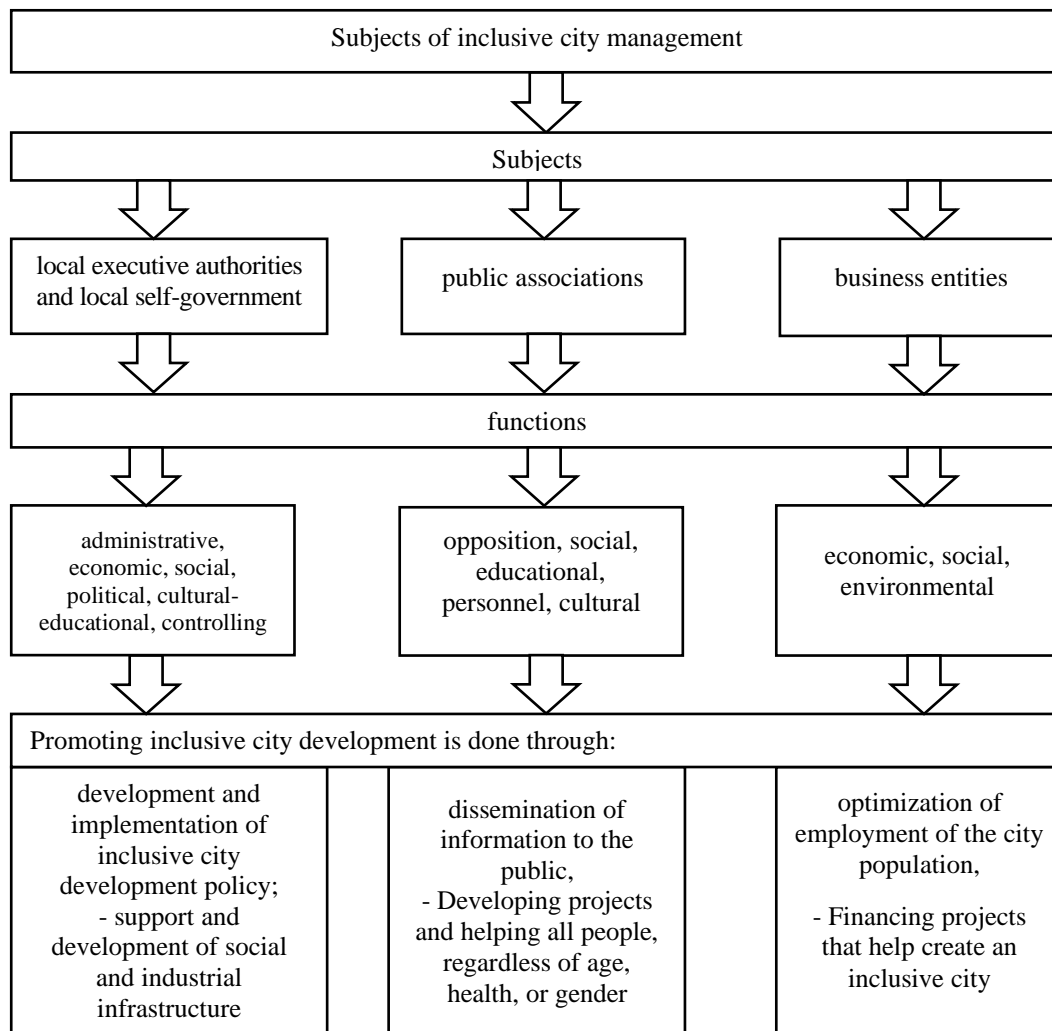 Subjects of inclusive city management
Subjects
local executive authorities
and local self-government
public associations
business entities
functions
administrative,
economic, social,
political, cultural-
educational, controlling
opposition, social,
educational,
personnel, cultural
economic, social,
environmental
Promoting inclusive city development is done through:
development and
implementation of
inclusive city
development policy;
- support and
development of social
and industrial
infrastructure
dissemination of
information to the
public,
- Developing projects
and helping all people,
regardless of age,
health, or gender
optimization of
employment of the city
population,
- Financing projects
that help create an
inclusive city